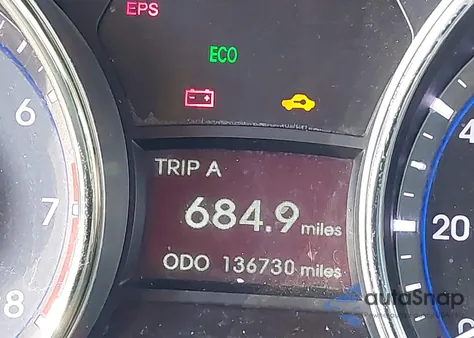 EPS
ECO
TRIP A
684.9 miles
ODO 136730 miles
6
7
8
20
autoSnap